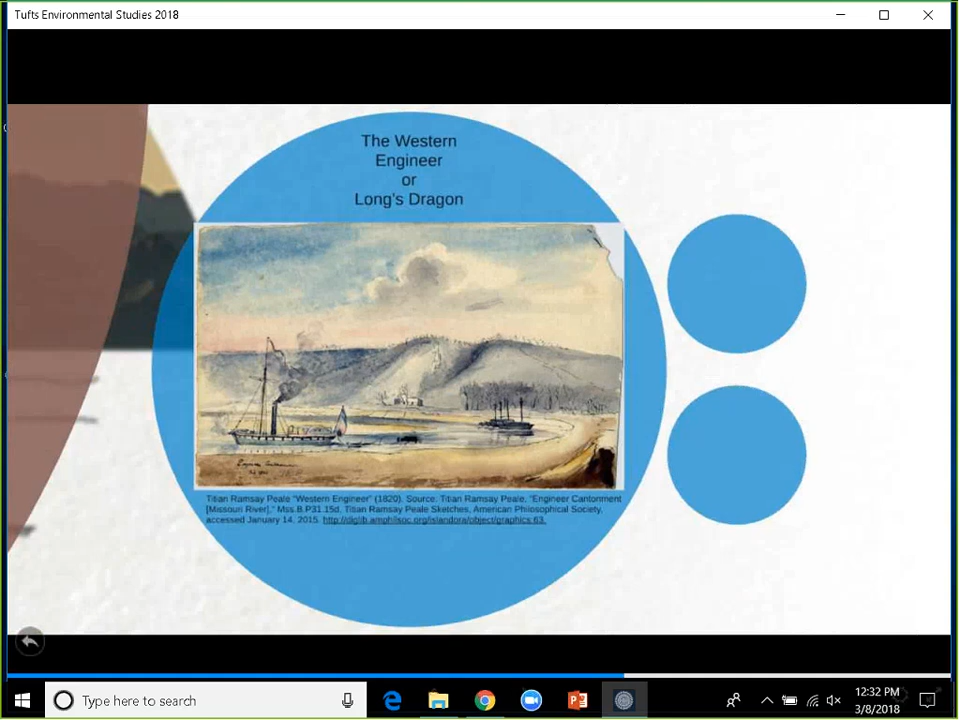 Tufts Environmental Studies 2018
The Western
Engineer
or
Long's Dragon
Titian Ramsay Peale "Western Engineer" (1820). Source. Titian Ramsay Peale, "Engineer Cantonment
[Missouri River]," Mss.B.P31.15d, Titian Ramsay Peale Sketches, American Philosophical Society,
accessed January 14, 2015. http://diglib.amphilsoc.org/islandora/object/graphics:63.
Type here to search
12:32 PM
3/8/2018